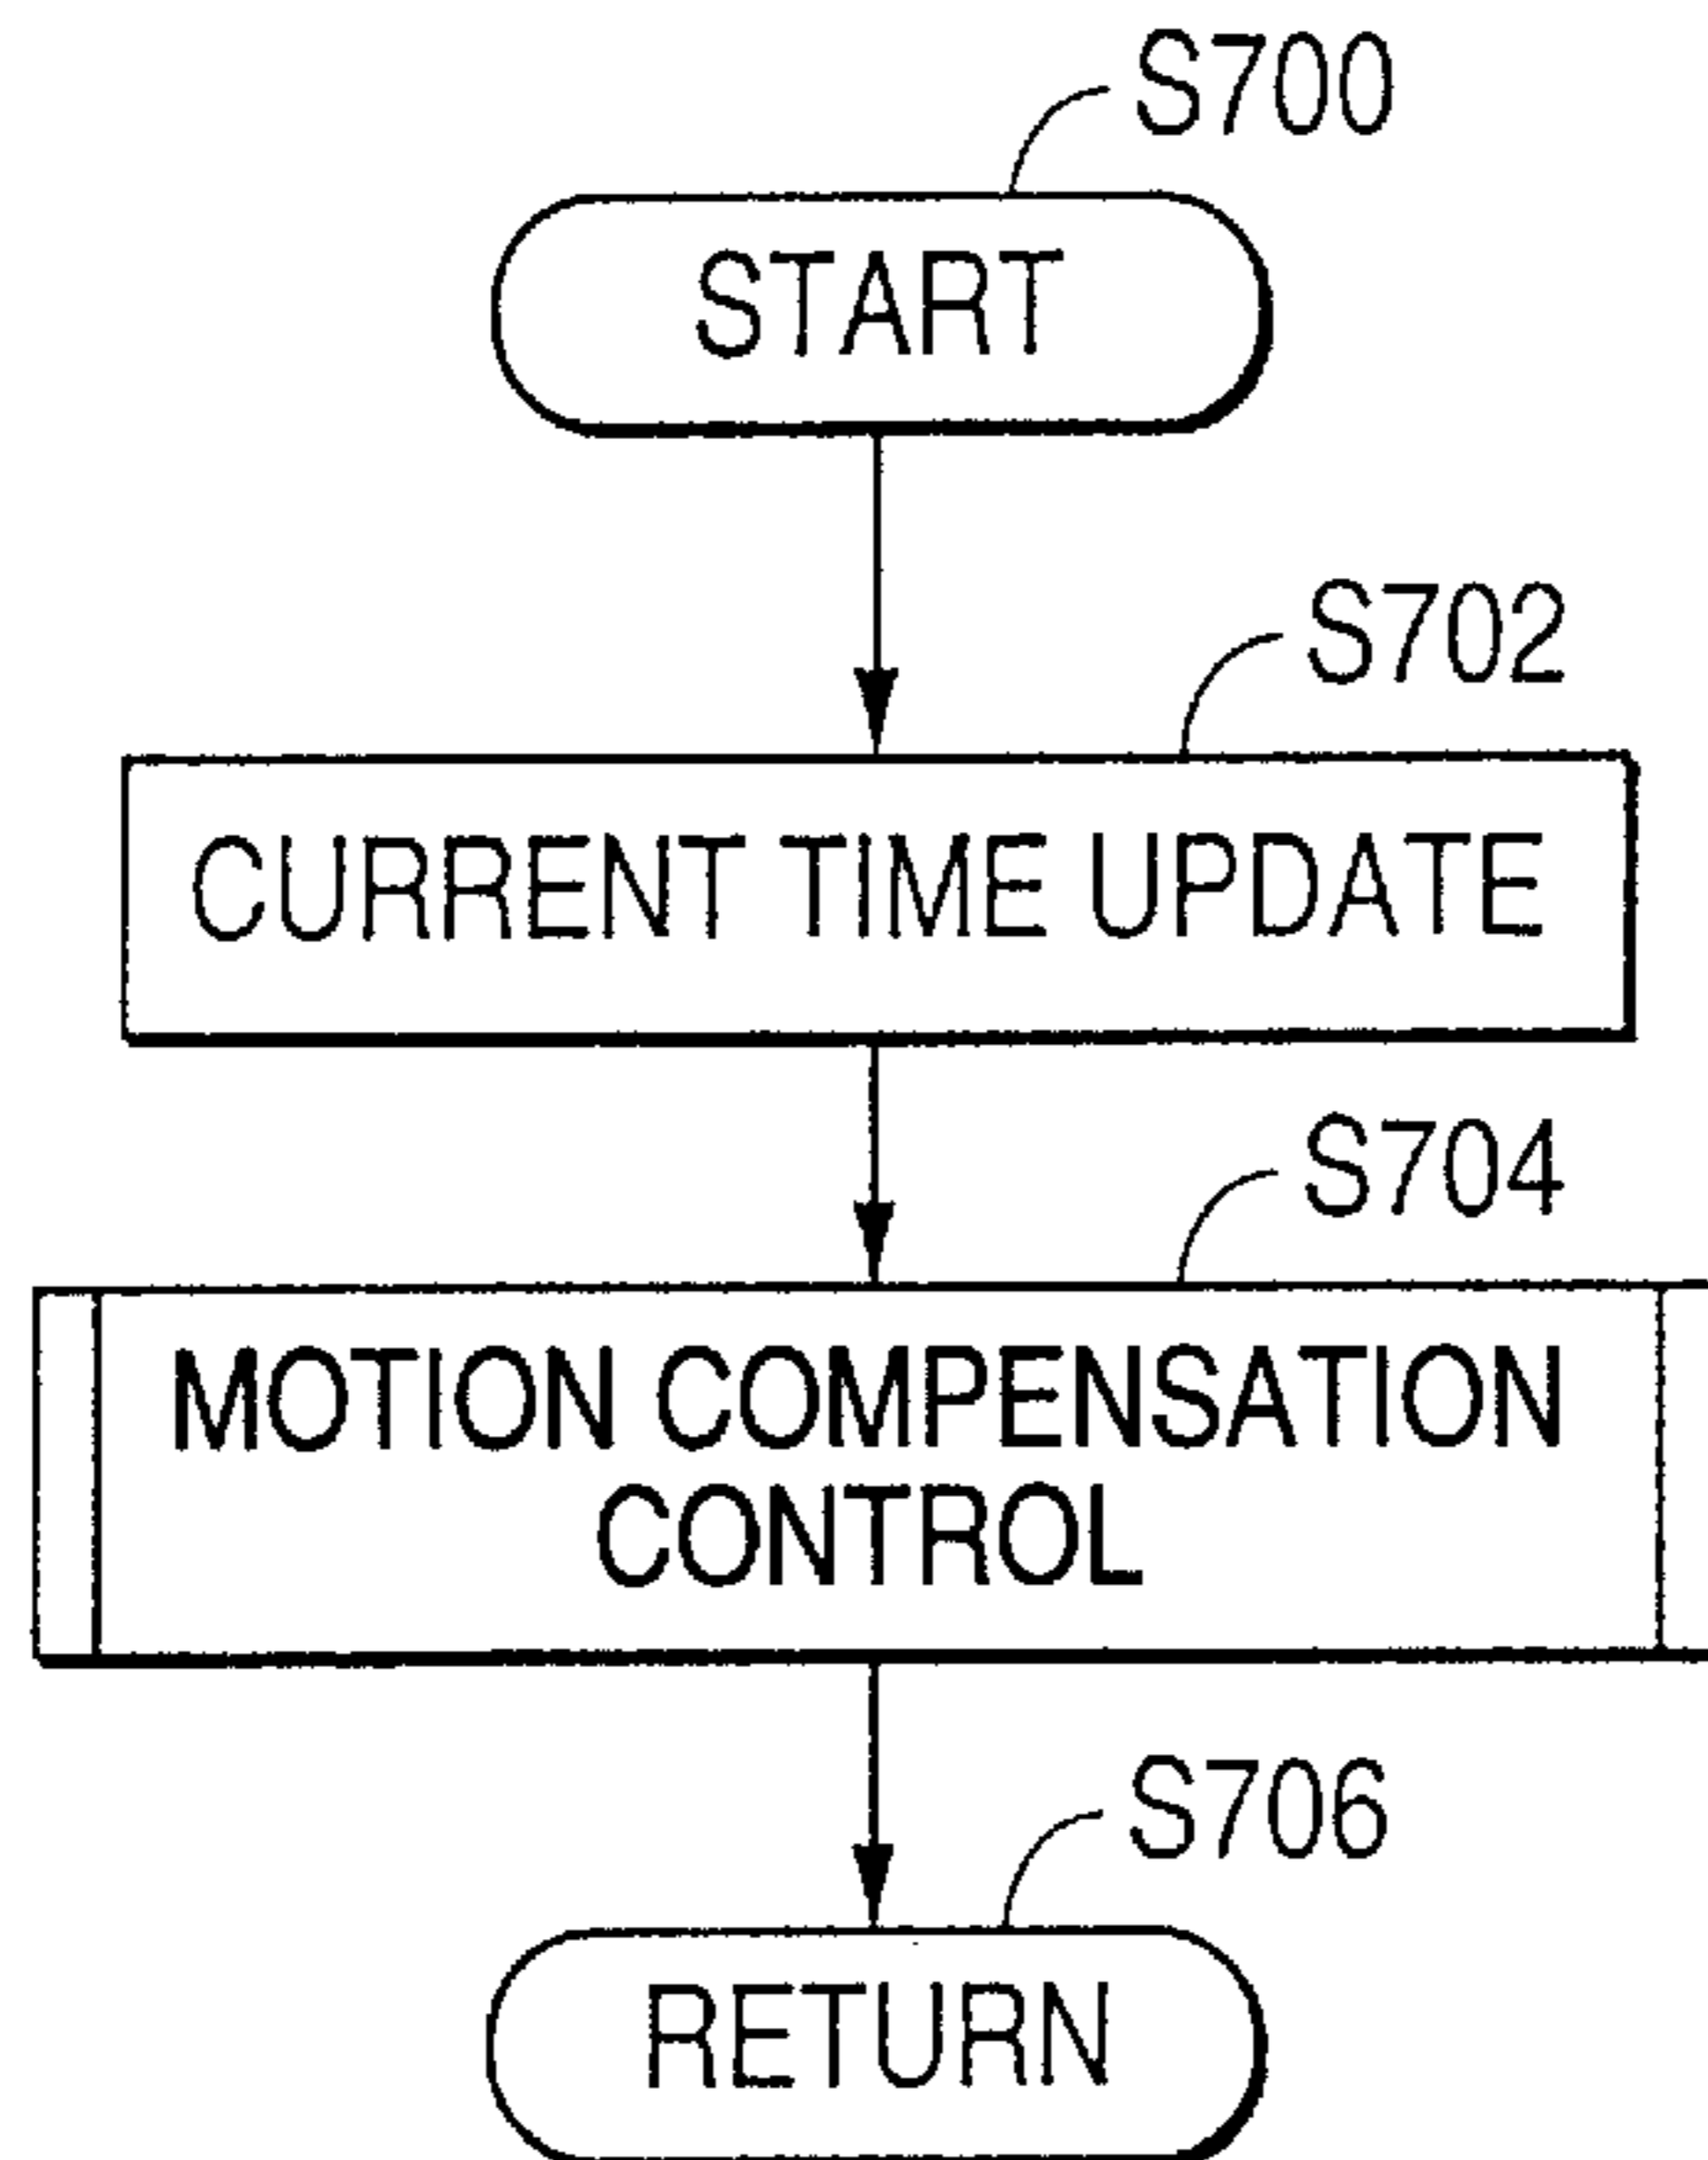 S700
START
S702
CURRENT TIME UPDATE
S704
MOTION COMPENSATION
CONTROL
S706
RETURN